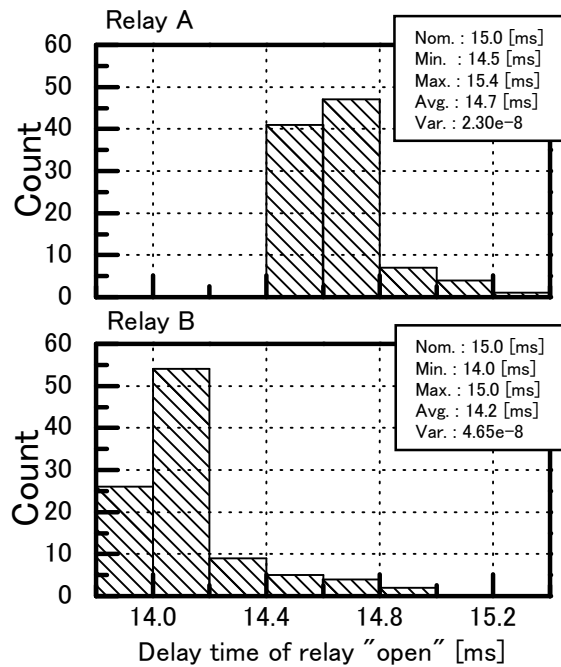 Relay A
60
50
40
30
20
10
0
Count
Nom. : 15.0 [ms]
Min. : 14.5 [ms]
Max. : 15.4 [ms]
Avg. : 14.7 [ms]
Var. : 2.30e-8
Relay B
60
50
40
30
20
10
0
Count
Nom. : 15.0 [ms]
Min. : 14.0 [ms]
Max. : 15.0 [ms]
Avg. : 14.2 [ms]
Var. : 4.65e-8
14.0 14.4 14.8 15.2
Delay time of relay "open" [ms]